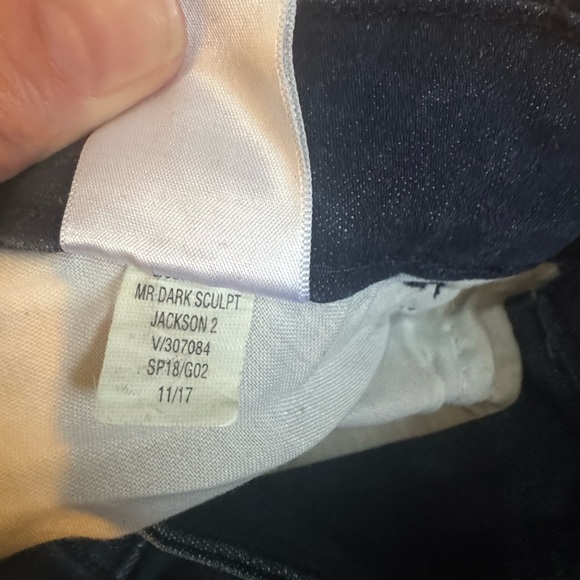 MR DARK SCULPT
JACKSON 2
V/307084
SP18/G02
11/17